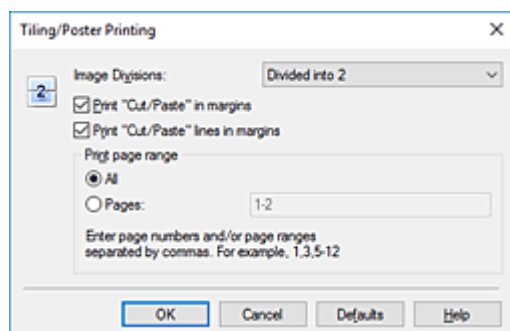 Tiling/Poster Printing
Image Divisions: Divided into 2
2
Print "Cut/Paste" in margins
Print "Cut/Paste" lines in margins
Print page range
All
Pages: 1-2
Enter page numbers and/or page ranges
separated by commas. For example, 1,3,5-12
OK Cancel Defaults Help